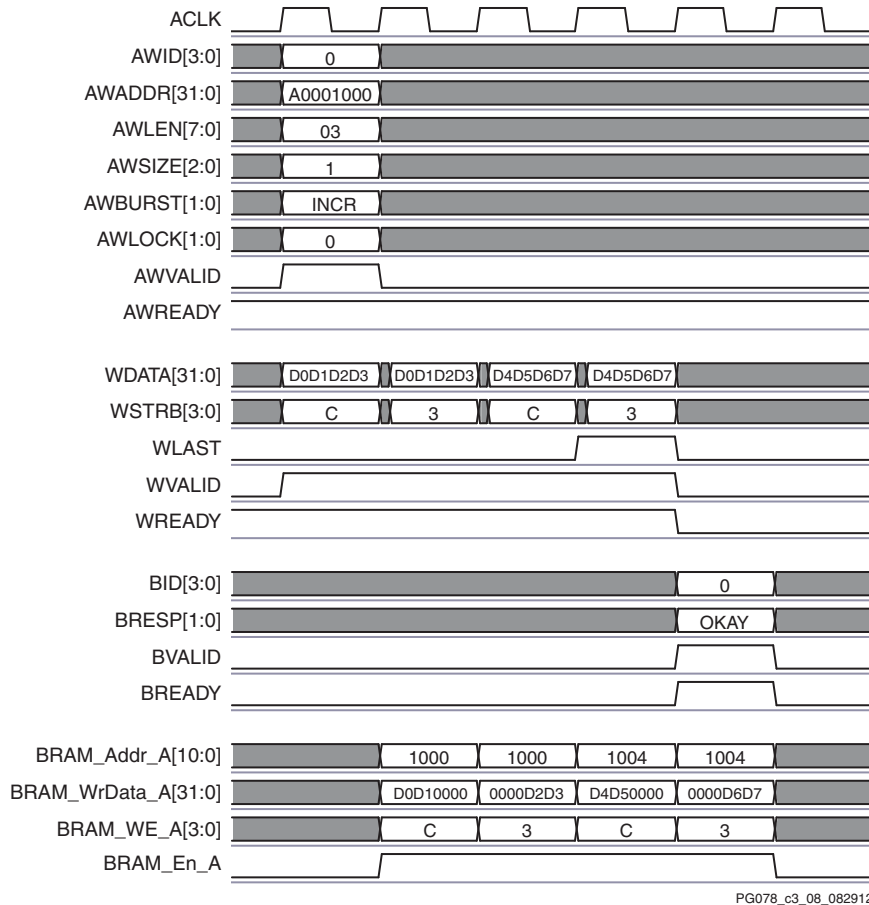 ACLK
AWID[3:0] 0
AWADDR[31:0] A0001000
AWLEN[7:0] 03
AWSIZE[2:0] 1
AWBURST[1:0] INCR
AWLOCK[1:0] 0
AWVALID
AWREADY
WDATA[31:0] D0D1D2D3 D0D1D2D3 D4D5D6D7 D4D5D6D7
WSTRB[3:0] C 3 C 3
WLAST
WVALID
WREADY
BID[3:0] 0
BRESP[1:0] OKAY
BVALID
BREADY
BRAM_Addr_A[10:0] 1000 1000 1004 1004
BRAM_WrData_A[31:0] D0D10000 0000D2D3 D4D50000 0000D6D7
BRAM_WE_A[3:0] C 3 C 3
BRAM_En_A
PG078_c3_08_082912